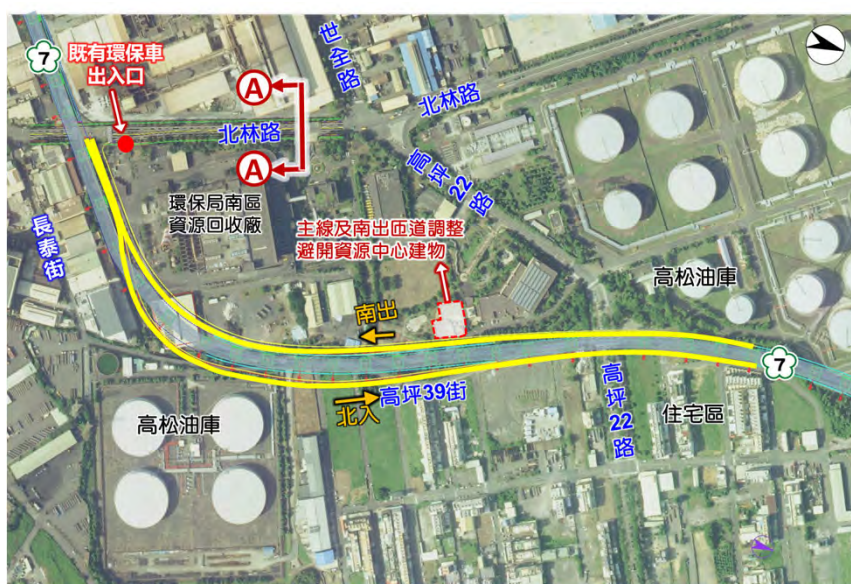 7
既有環保車
出入口
世全路
北林路
A
北林路
A
高坪22路
環保局南區
資源回收廠
長泰街
主線及南出匝道調整
避開資源中心建物
高松油庫
南出
7
高坪39街
北入
高坪22路
住宅區
高松油庫